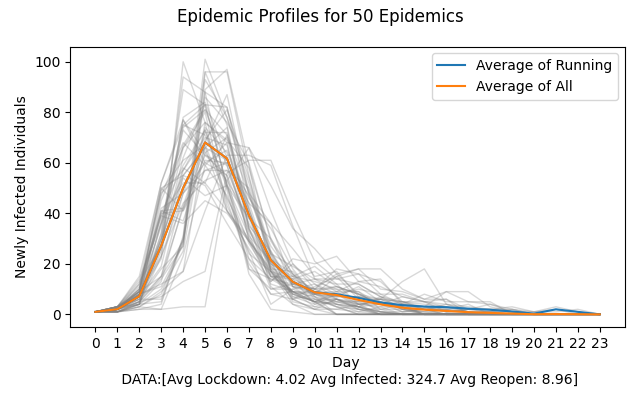 Epidemic Profiles for 50 Epidemics
Average of Running
Average of All
Newly Infected Individuals
100
80
60
40
20
0
0 1 2 3 4 5 6 7 8 9 10 11 12 13 14 15 16 17 18 19 20 21 22 23
Day
DATA:[Avg Lockdown: 4.02 Avg Infected: 324.7 Avg Reopen: 8.96]